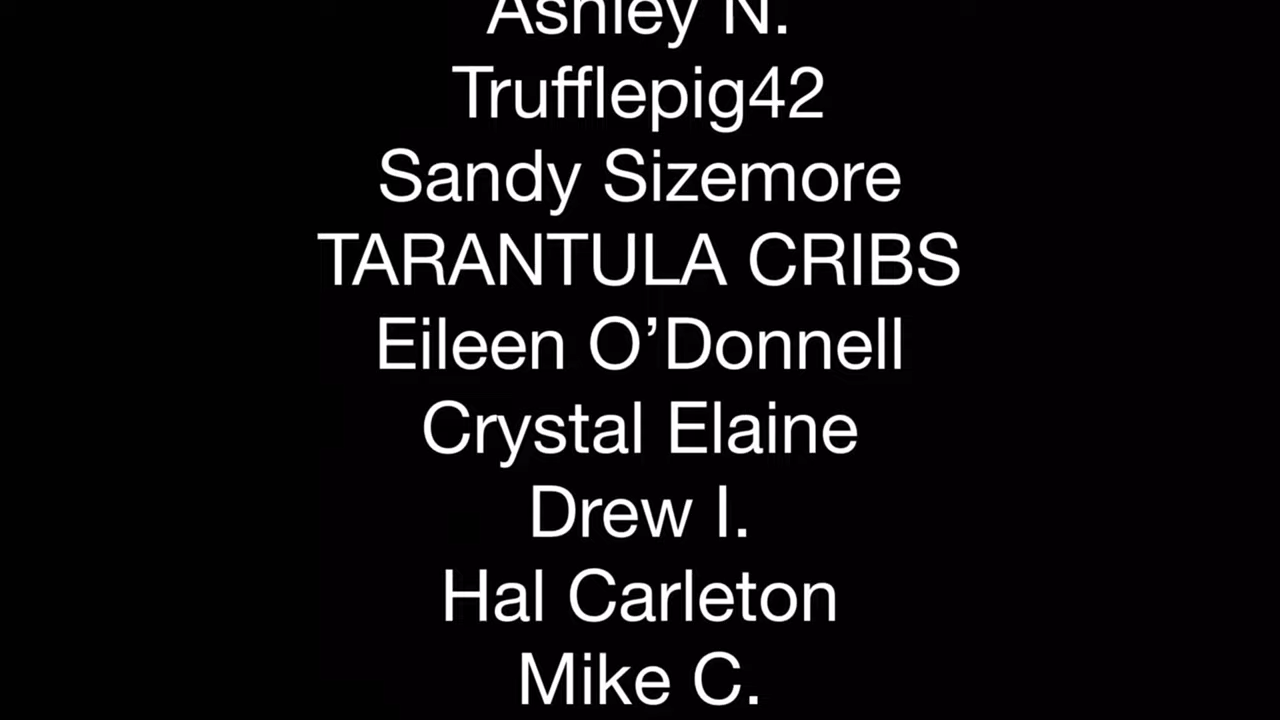 Ashley N.
Trufflepig42
Sandy Sizemore
TARANTULA CRIBS
Eileen O’Donnell
Crystal Elaine
Drew I.
Hal Carleton
Mike C.